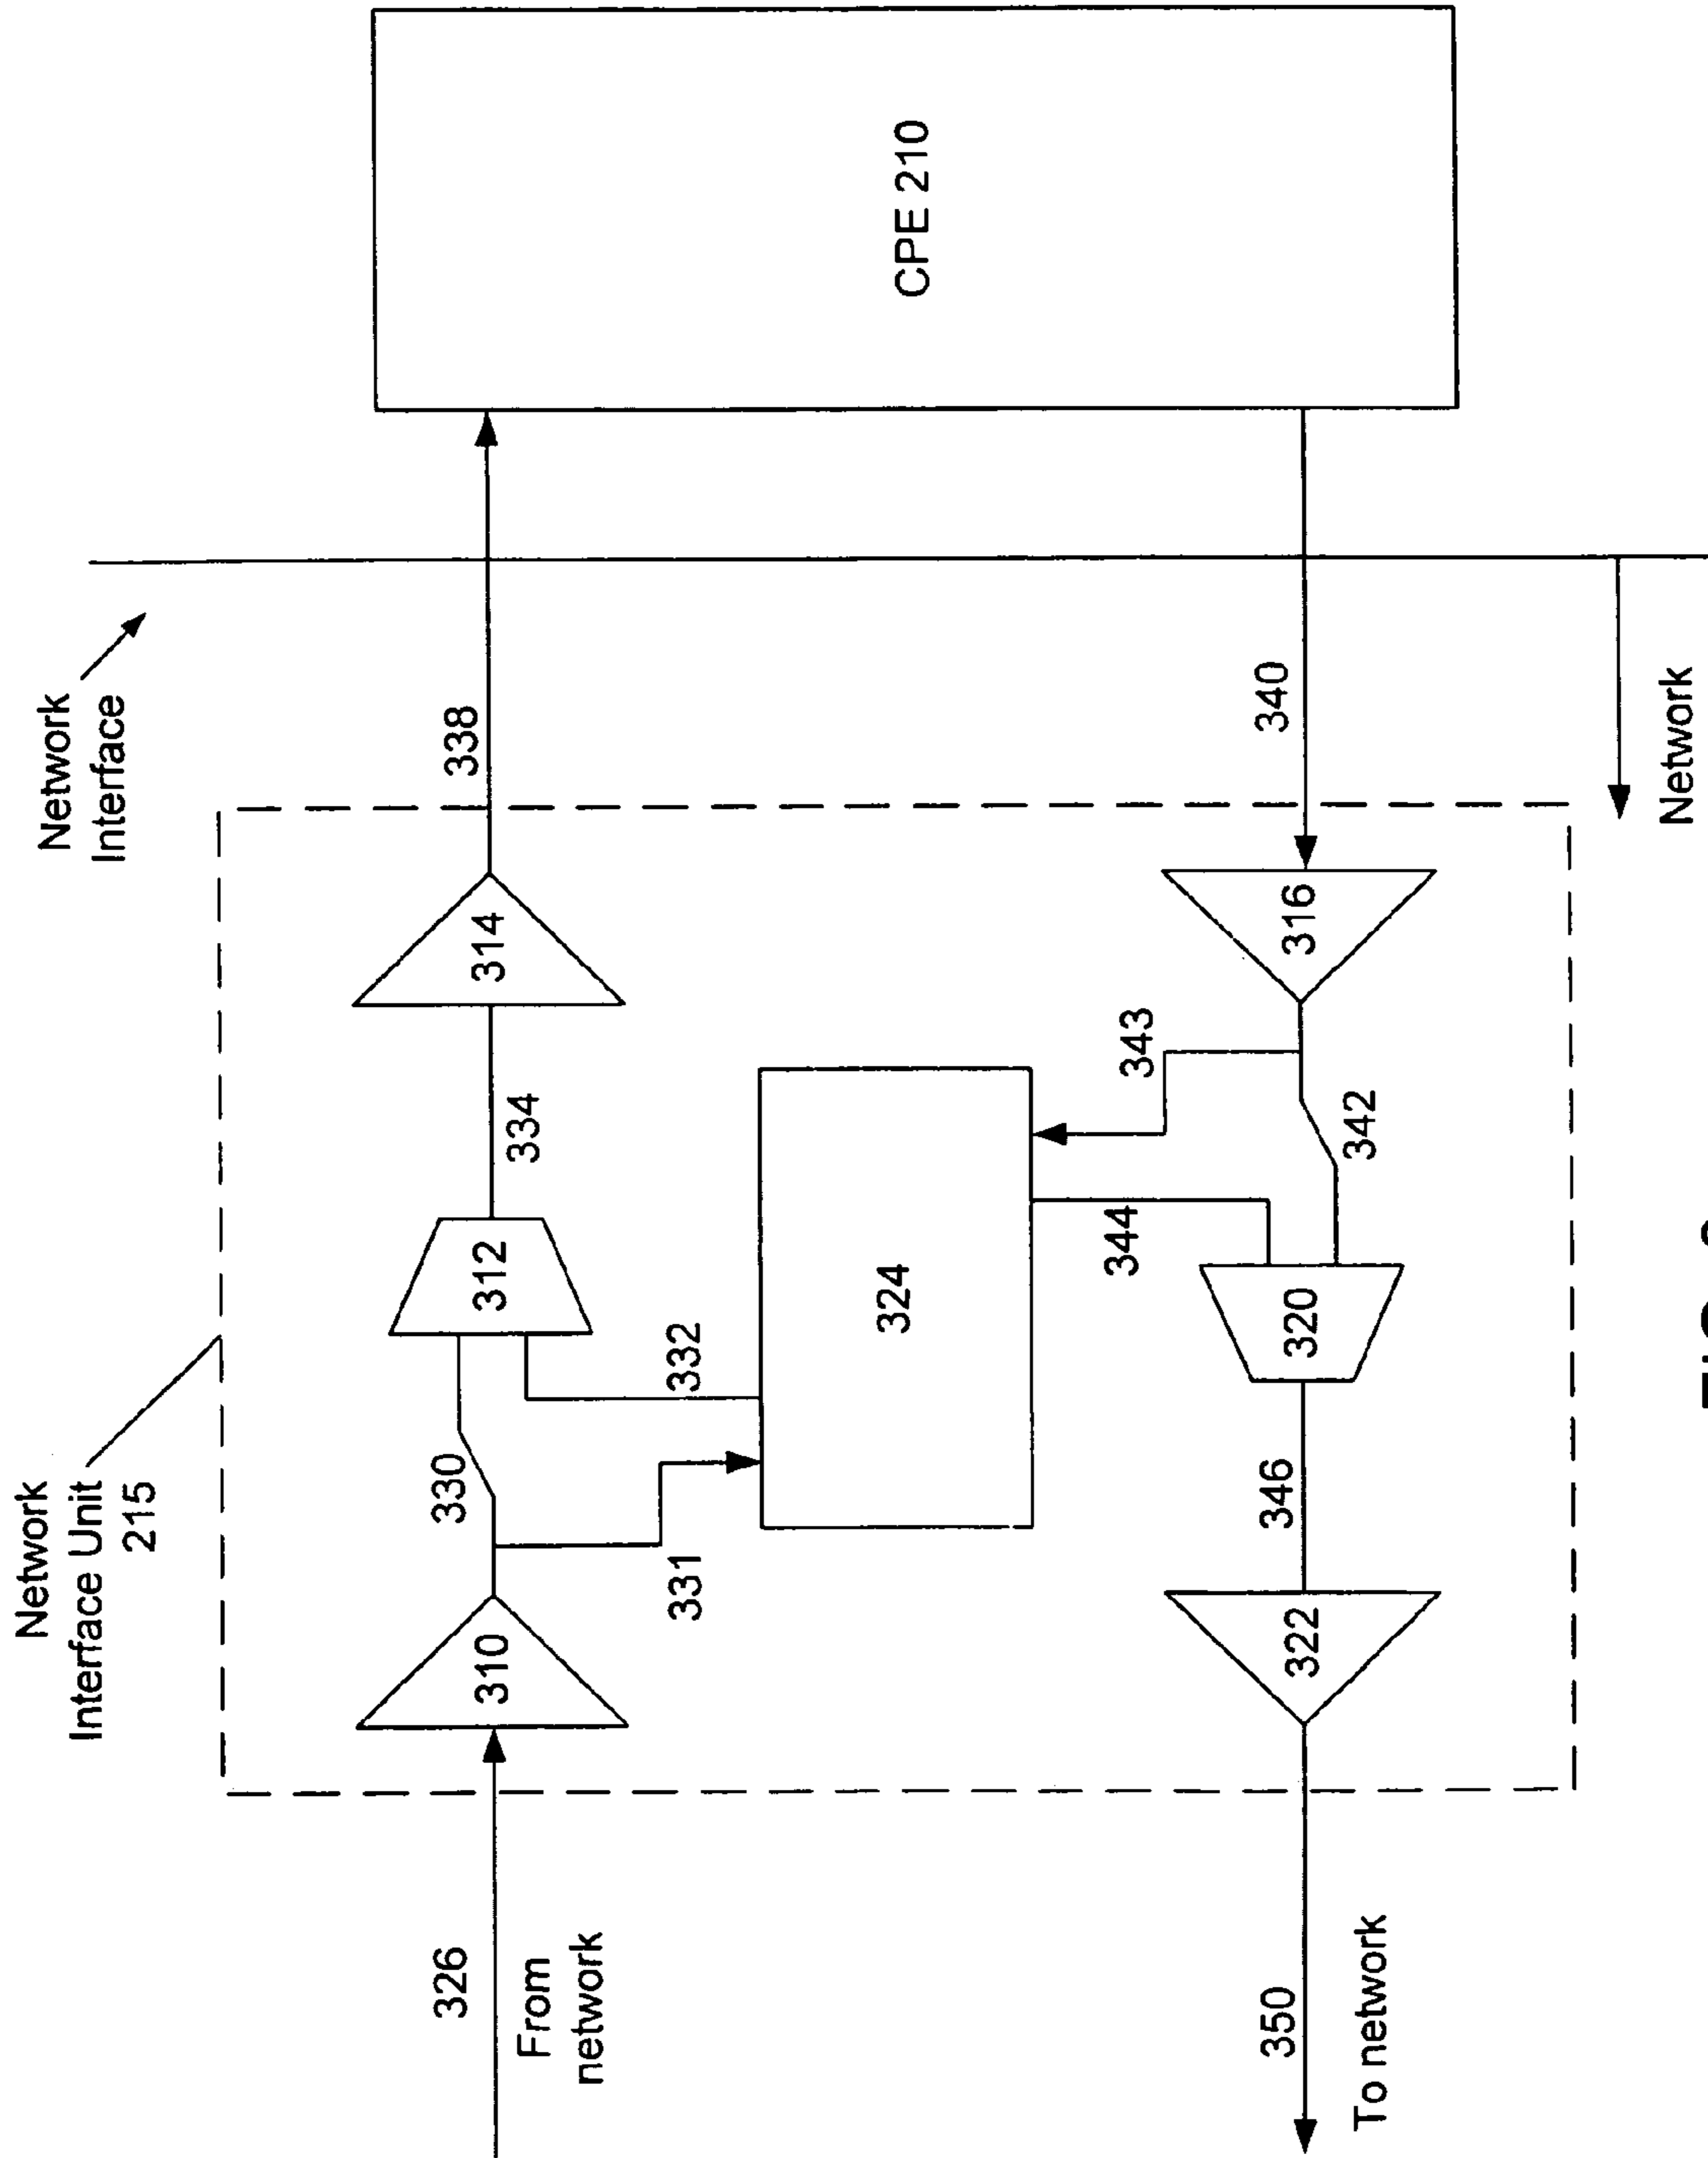 Network
Interface Unit
215
Network
Interface
326
From
network
310
330
331
312
332
334
314
338
324
CPE 210
343
344
342
340
316
320
346
322
350
To network
Network